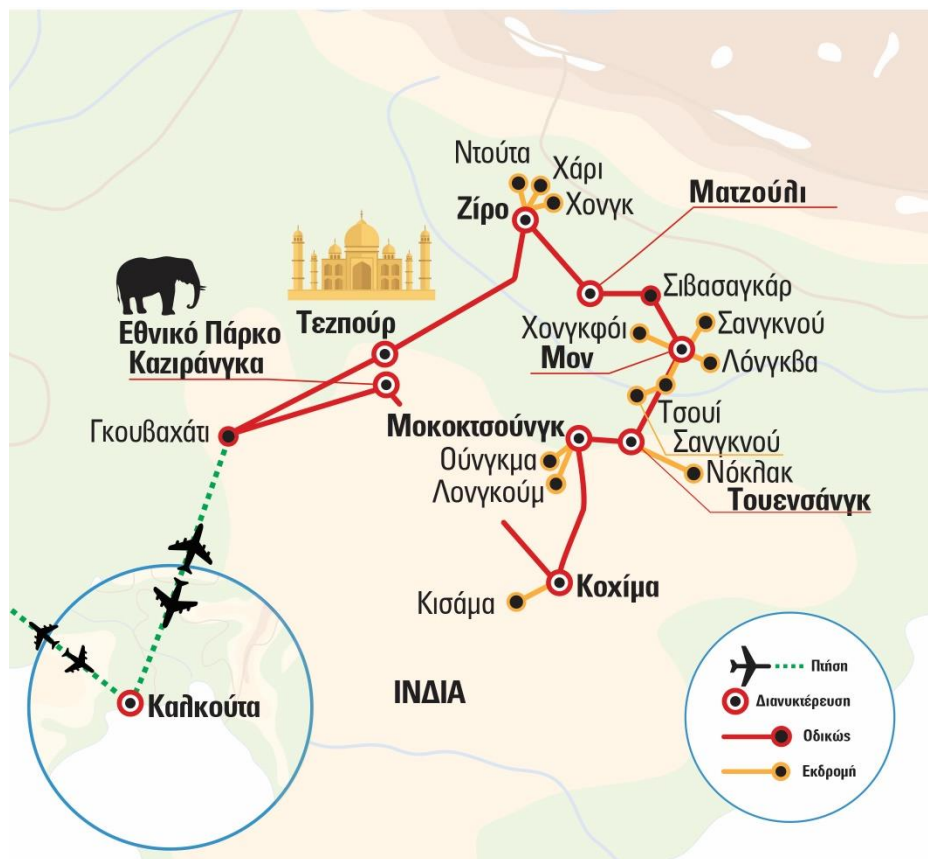 Ντούτα
Χάρι
Ζίρο
Χονγκ
Ματζούλι
Σιβασαγκάρ
Εθνικό Πάρκο
Καζιράνγκα
Τεζπούρ
Χονγκφόι
Σανγκνού
Μον
Λόνγκβα
Γκουβαχάτι
Μοκοκτσούνγκ
Τσουί
Σανγκνού
Ούνγκμα
Λονγκούμ
Νόκλακ
Τουενσάνγκ
Κισάμα
Κοχίμα
Καλκούτα
ΙΝΔΙΑ
Πτήση
Διανυκτέρευση
Οδικώς
Εκδρομή